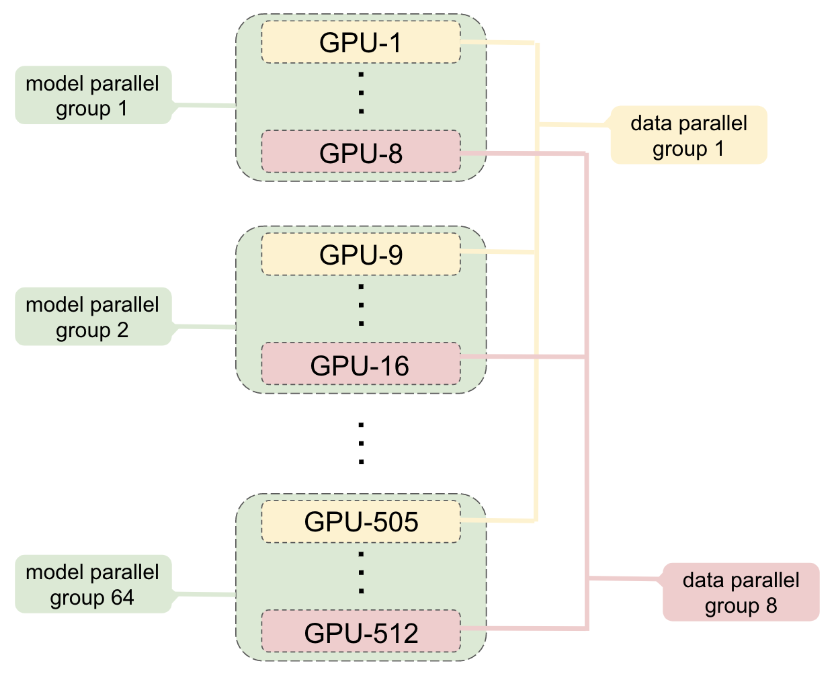 model parallel
group 1
GPU-1
GPU-8
data parallel
group 1
model parallel
group 2
GPU-9
GPU-16
model parallel
group 64
GPU-505
GPU-512
data parallel
group 8